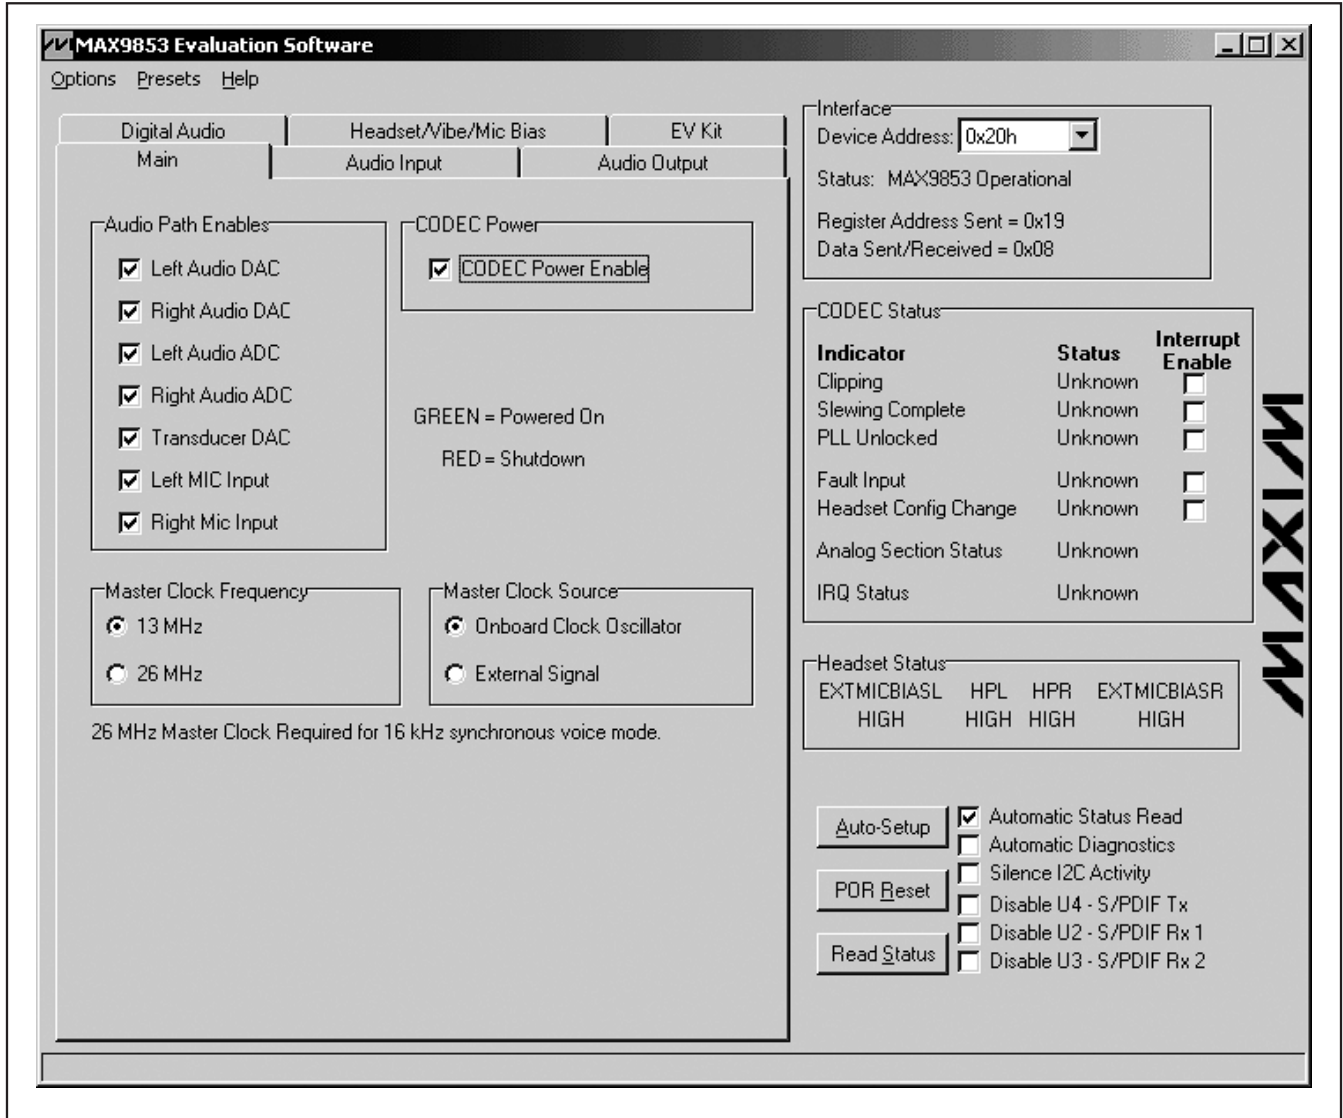 MAX9853 Evaluation Software
Options Presets Help
Digital Audio Headset/Vibe/Mic Bias EV Kit
Main Audio Input Audio Output
Audio Path Enables
Left Audio DAC
Right Audio DAC
Left Audio ADC
Right Audio ADC
Transducer DAC
Left MIC Input
Right Mic Input
CODEC Power
CODEC Power Enable
GREEN = Powered On
RED = Shutdown
Master Clock Frequency
13 MHz
26 MHz
Master Clock Source
Onboard Clock Oscillator
External Signal
26 MHz Master Clock Required for 16 kHz synchronous voice mode.
Interface
Device Address: 0x20h
Status: MAX9853 Operational
Register Address Sent = 0x19
Data Sent/Received = 0x08
CODEC Status
Indicator Status Interrupt Enable
Clipping Unknown
Slewing Complete Unknown
PLL Unlocked Unknown
Fault Input Unknown
Headset Config Change Unknown
Analog Section Status Unknown
IRQ Status Unknown
Headset Status
EXTMICBIASL HPL HPR EXTMICBIASR
HIGH HIGH HIGH HIGH
Auto-Setup
POR Reset
Read Status
Automatic Status Read
Automatic Diagnostics
Silence I2C Activity
Disable U4 - S/PDIF Tx
Disable U2 - S/PDIF Rx 1
Disable U3 - S/PDIF Rx 2
MAXIM